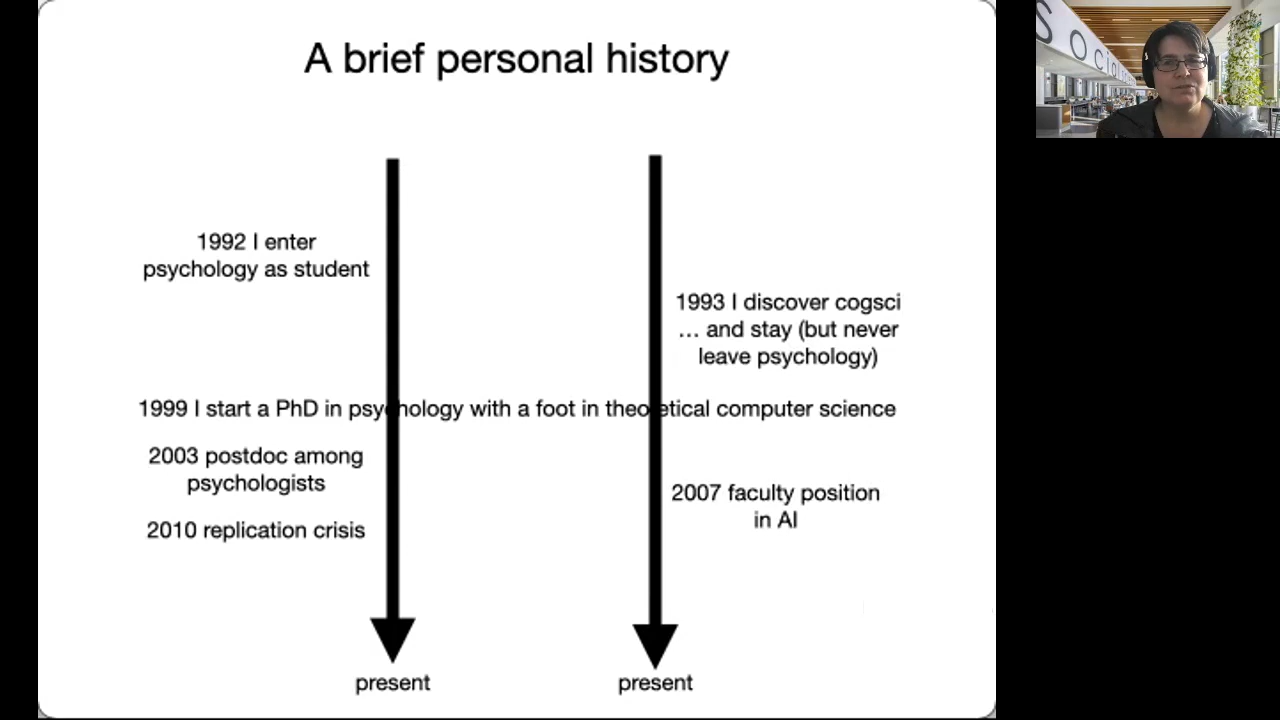 A brief personal history
1992 I enter
psychology as student
1993 I discover cogsci
… and stay (but never
leave psychology)
1999 I start a PhD in psychology with a foot in theoretical computer science
2003 postdoc among
psychologists
2007 faculty position
in AI
2010 replication crisis
present
present